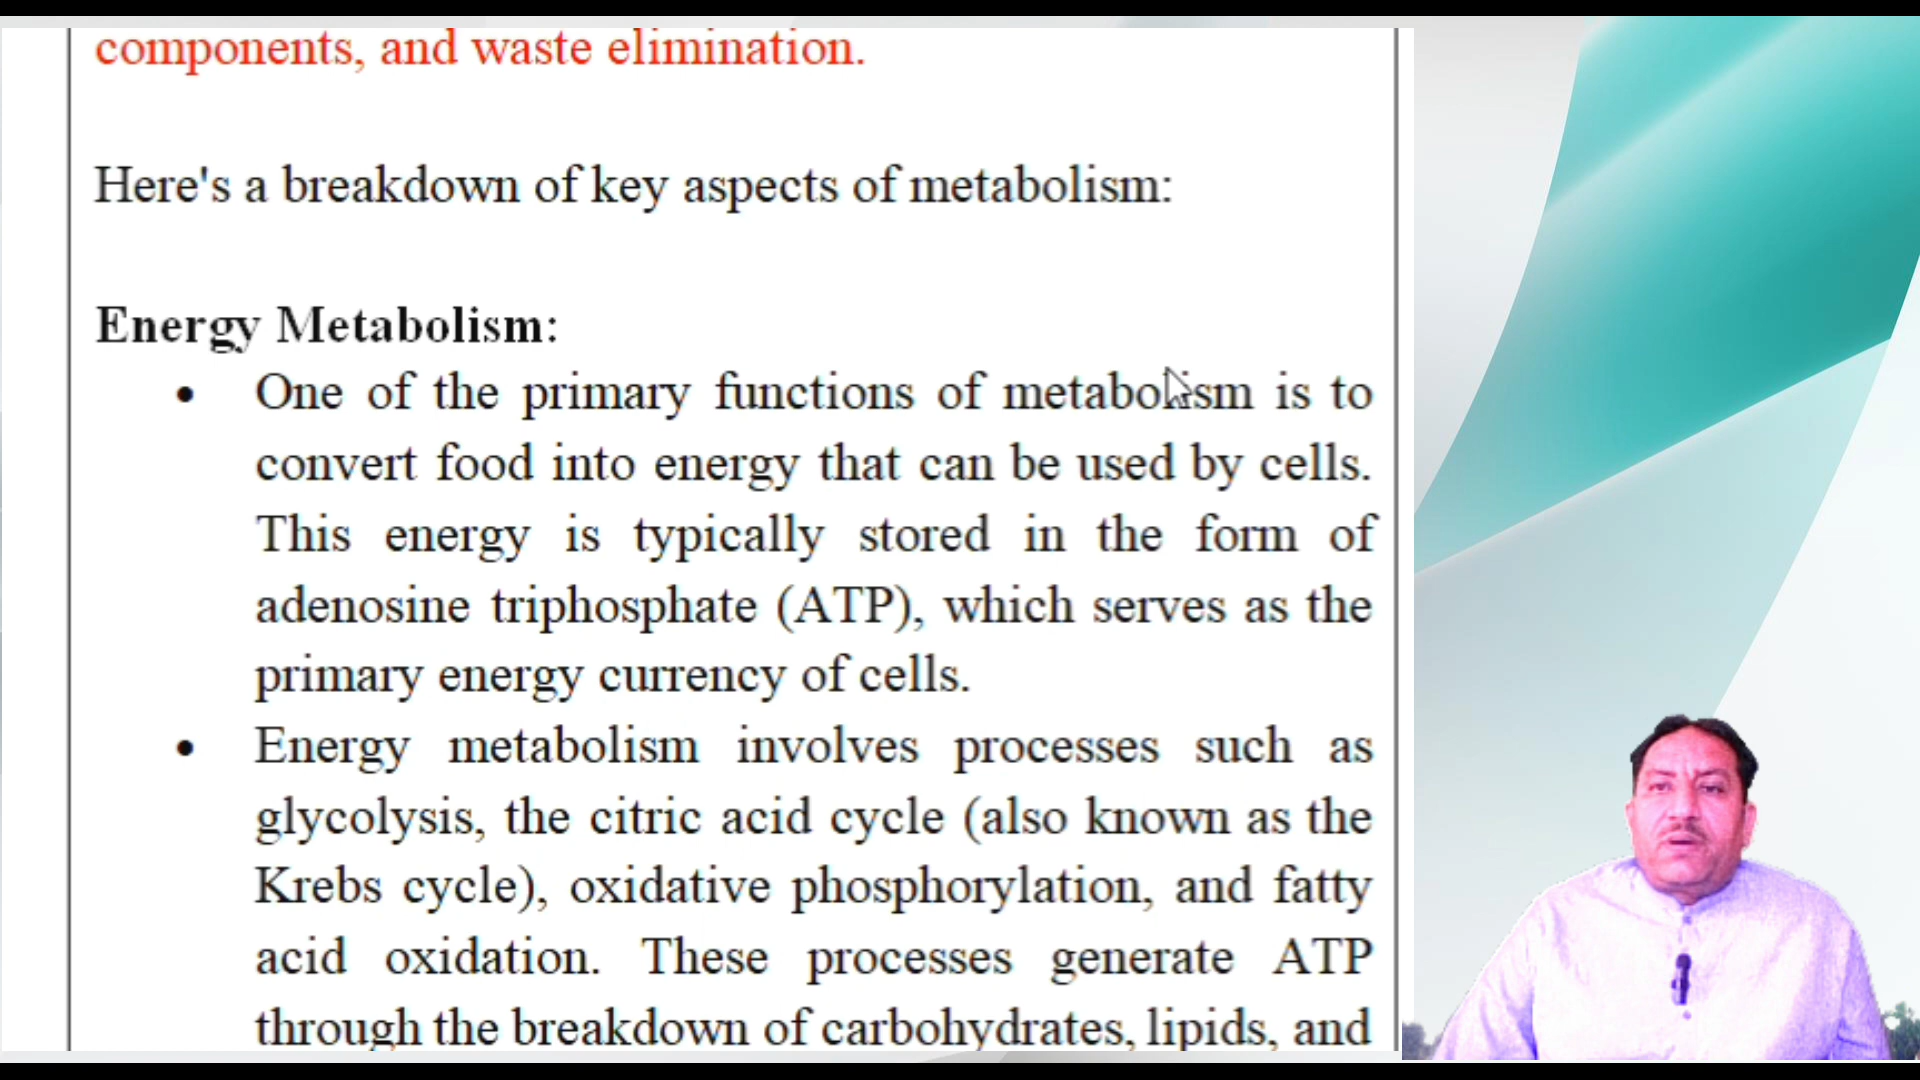 components, and waste elimination.
Here's a breakdown of key aspects of metabolism:
Energy Metabolism:
• One of the primary functions of metabolism is to
convert food into energy that can be used by cells.
This energy is typically stored in the form of
adenosine triphosphate (ATP), which serves as the
primary energy currency of cells.
• Energy metabolism involves processes such as
glycolysis, the citric acid cycle (also known as the
Krebs cycle), oxidative phosphorylation, and fatty
acid oxidation. These processes generate ATP
through the breakdown of carbohydrates, lipids, and